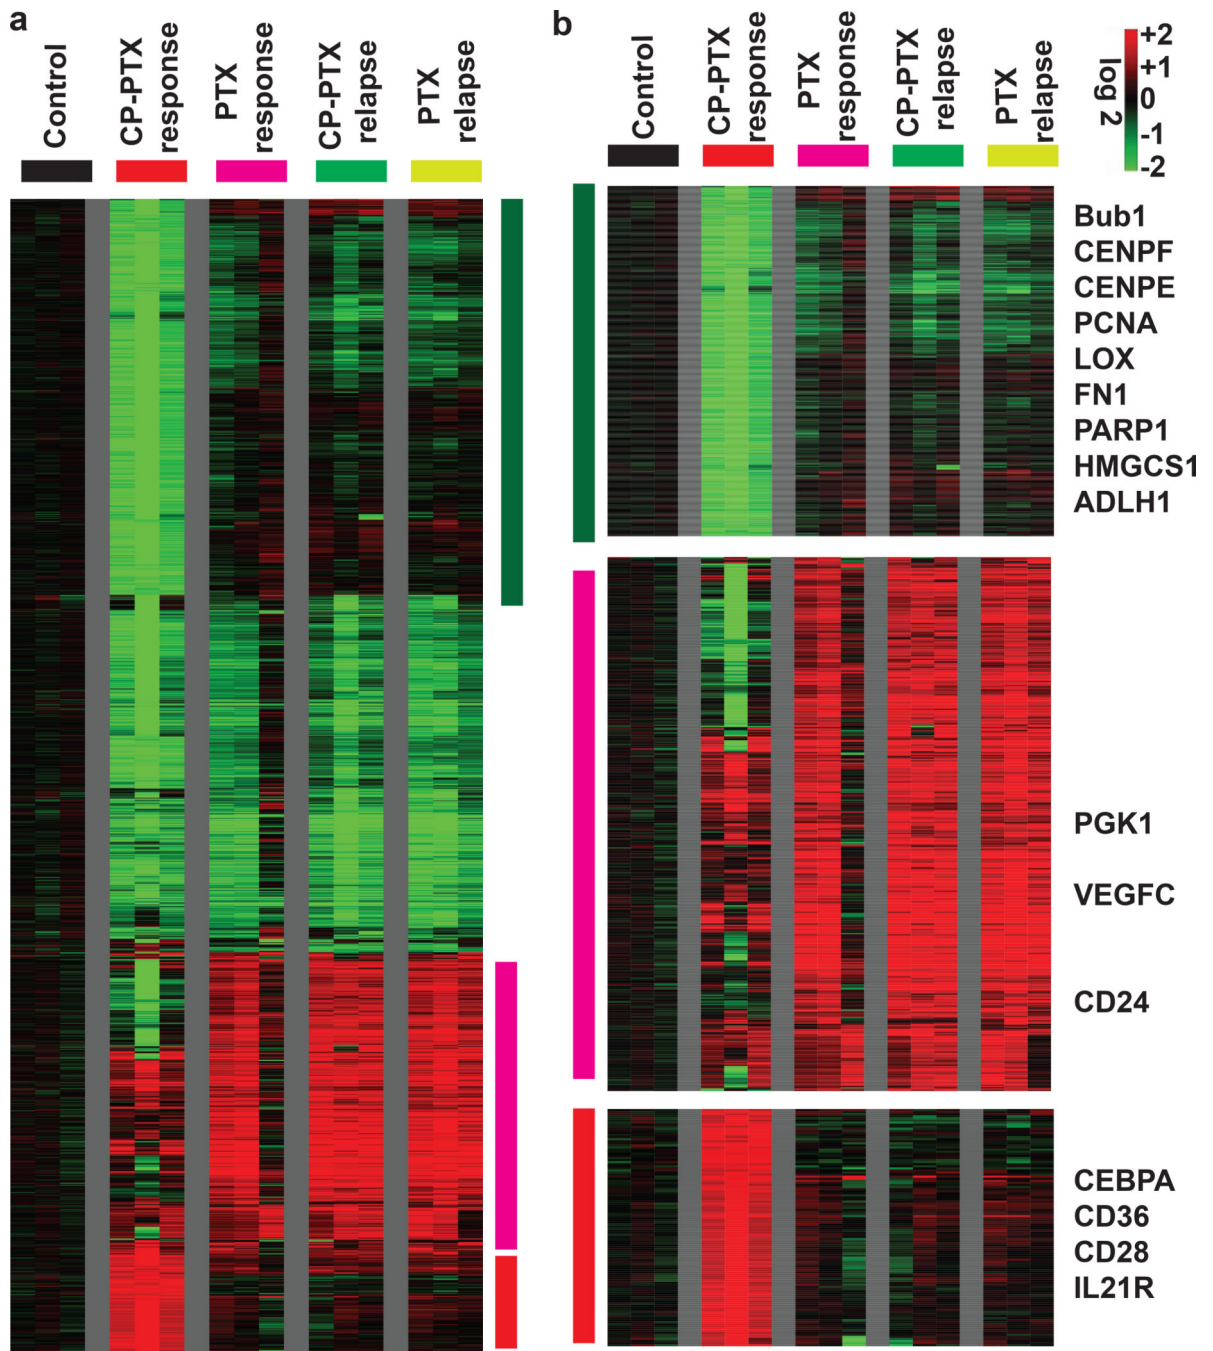 a
Control
CP-PTX
response
PTX
response
CP-PTX
relapse
PTX
relapse
b
Control
CP-PTX
response
PTX
response
CP-PTX
relapse
PTX
relapse
log 2
+2
+1
0
-1
-2
Bub1
CENPF
CENPE
PCNA
LOX
FN1
PARP1
HMGCS1
ADLH1
PGK1
VEGFC
CD24
CEBPA
CD36
CD28
IL21R